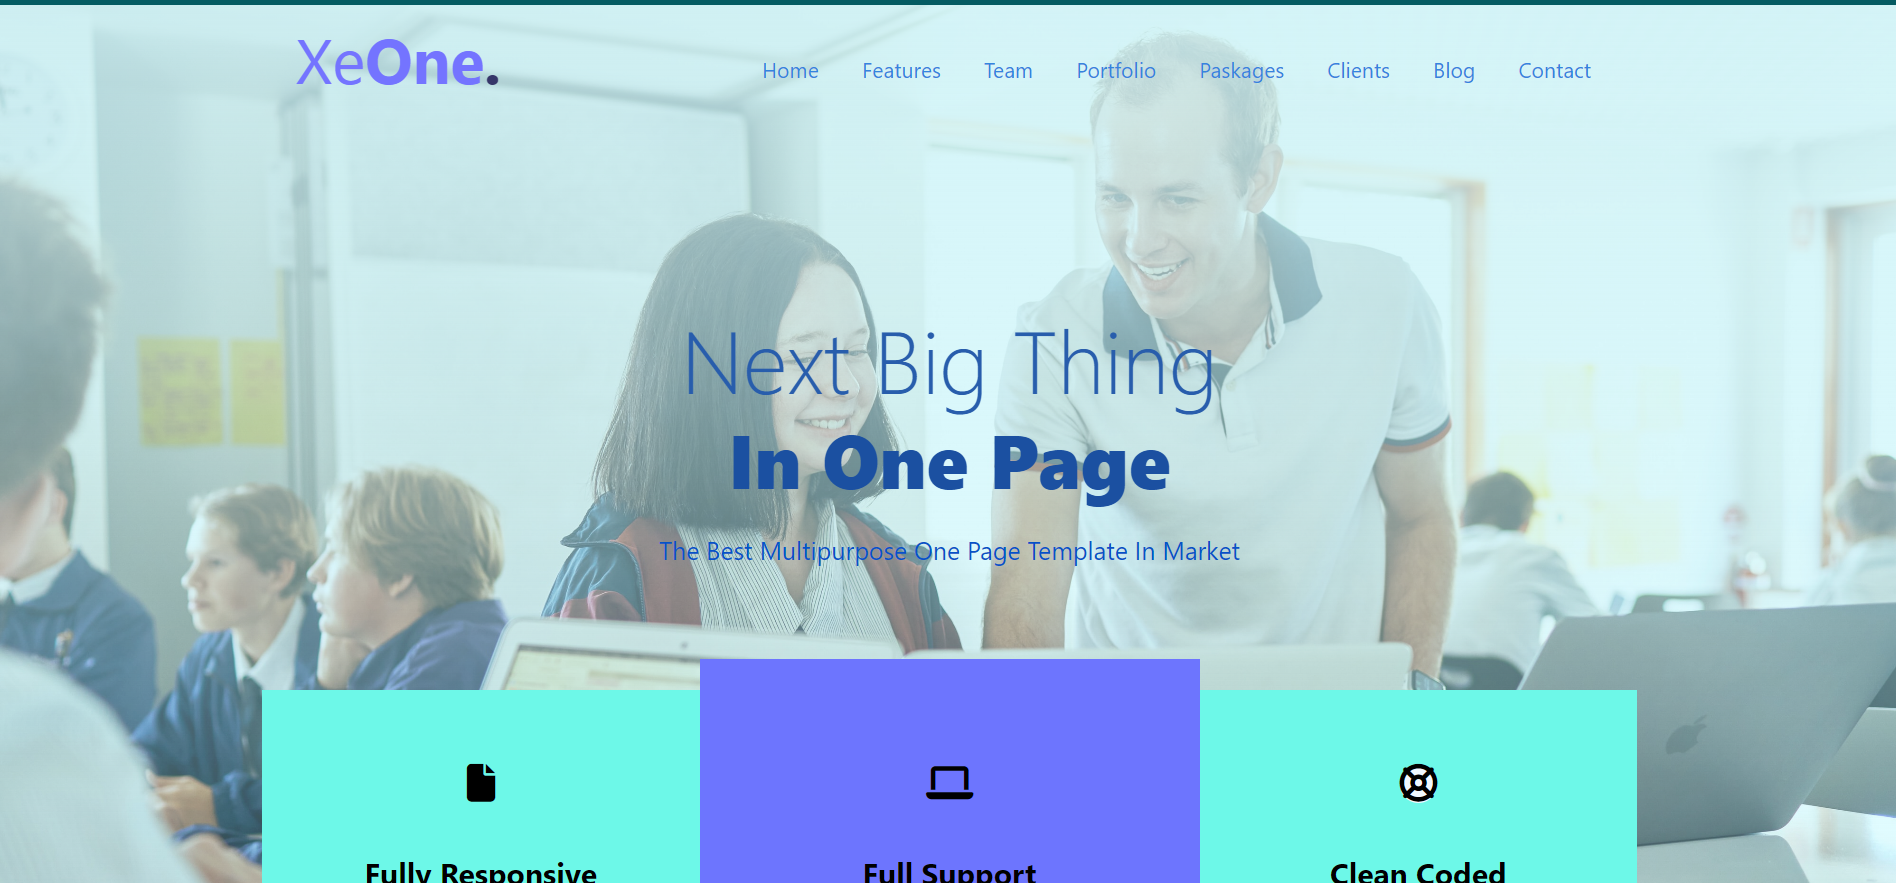 XeOne.
Home Features Team Portfolio Paskages Clients Blog Contact
Next Big Thing
In One Page
The Best Multipurpose One Page Template In Market
Fully Responsive Full Support Clean Coded